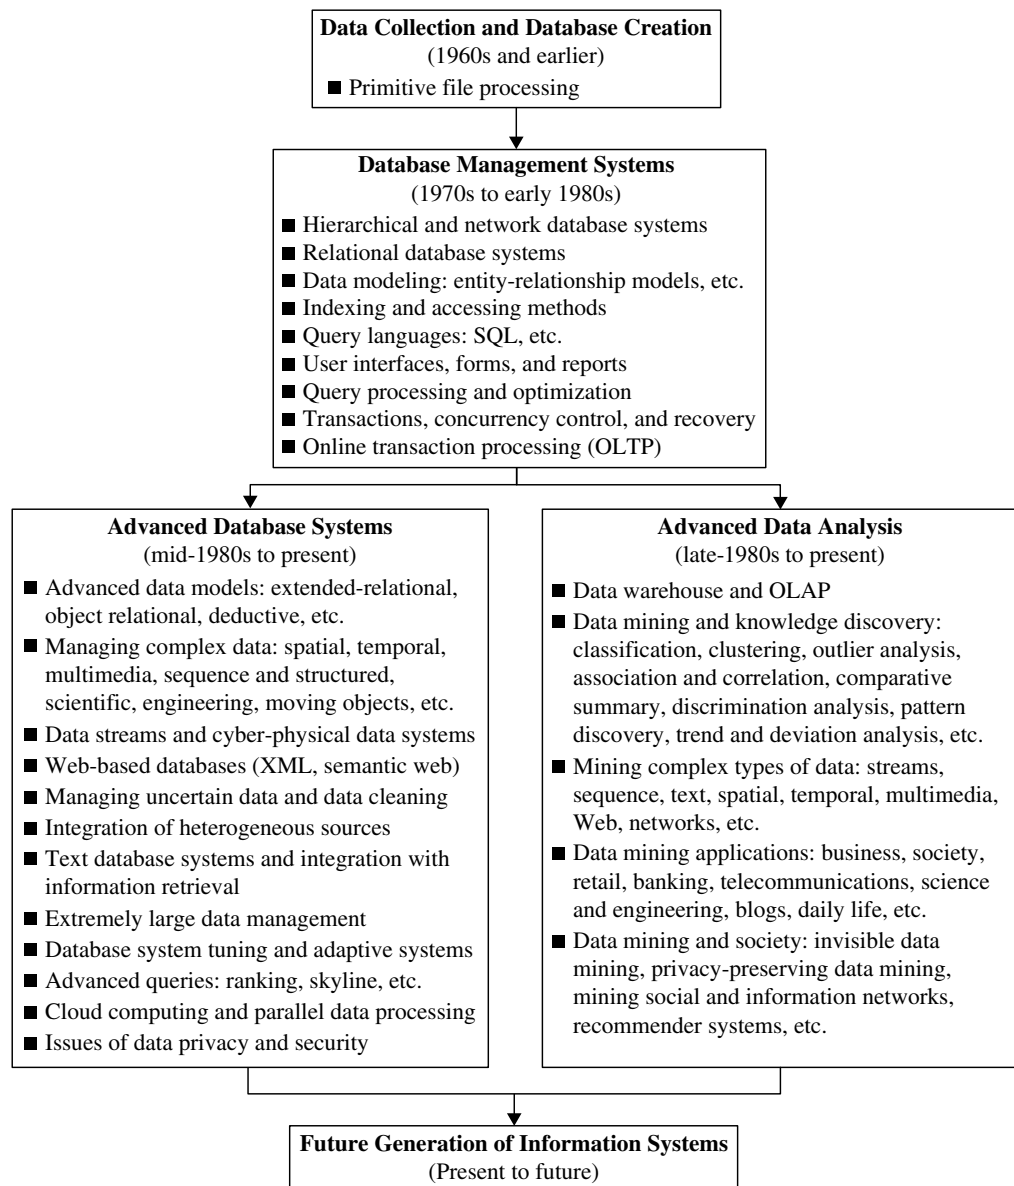 Data Collection and Database Creation
(1960s and earlier)
■ Primitive file processing
Database Management Systems
(1970s to early 1980s)
■ Hierarchical and network database systems
■ Relational database systems
■ Data modeling: entity-relationship models, etc.
■ Indexing and accessing methods
■ Query languages: SQL, etc.
■ User interfaces, forms, and reports
■ Query processing and optimization
■ Transactions, concurrency control, and recovery
■ Online transaction processing (OLTP)
Advanced Database Systems
(mid-1980s to present)
■ Advanced data models: extended-relational,
object relational, deductive, etc.
■ Managing complex data: spatial, temporal,
multimedia, sequence and structured,
scientific, engineering, moving objects, etc.
■ Data streams and cyber-physical data systems
■ Web-based databases (XML, semantic web)
■ Managing uncertain data and data cleaning
■ Integration of heterogeneous sources
■ Text database systems and integration with
information retrieval
■ Extremely large data management
■ Database system tuning and adaptive systems
■ Advanced queries: ranking, skyline, etc.
■ Cloud computing and parallel data processing
■ Issues of data privacy and security
Advanced Data Analysis
(late-1980s to present)
■ Data warehouse and OLAP
■ Data mining and knowledge discovery:
classification, clustering, outlier analysis,
association and correlation, comparative
summary, discrimination analysis, pattern
discovery, trend and deviation analysis, etc.
■ Mining complex types of data: streams,
sequence, text, spatial, temporal, multimedia,
Web, networks, etc.
■ Data mining applications: business, society,
retail, banking, telecommunications, science
and engineering, blogs, daily life, etc.
■ Data mining and society: invisible data
mining, privacy-preserving data mining,
mining social and information networks,
recommender systems, etc.
Future Generation of Information Systems
(Present to future)